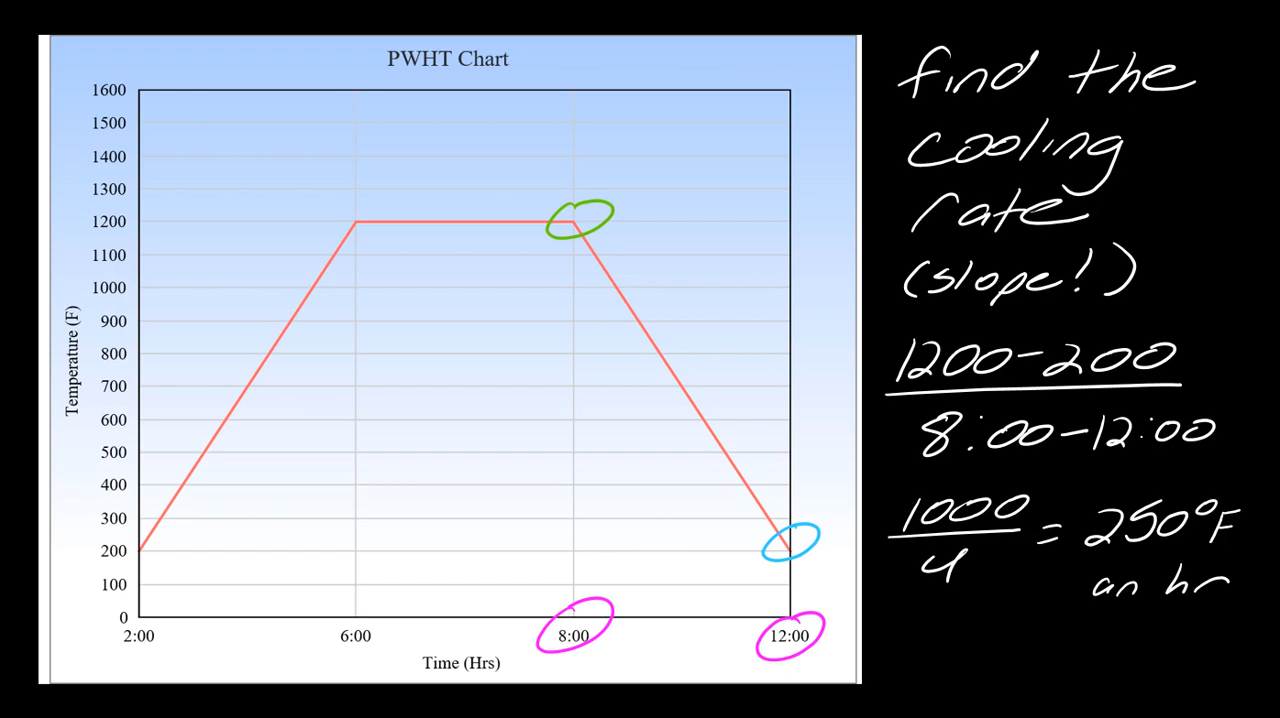 PWHT Chart
1600
1500
1400
1300
1200
1100
1000
900
800
700
600
500
400
300
200
100
0
Temperature (F)
2:00 6:00 8:00 12:00
Time (Hrs)
find the
cooling
rate
(slope!)
1200-200
8:00-12:00
1000
4
= 250°F
an hr